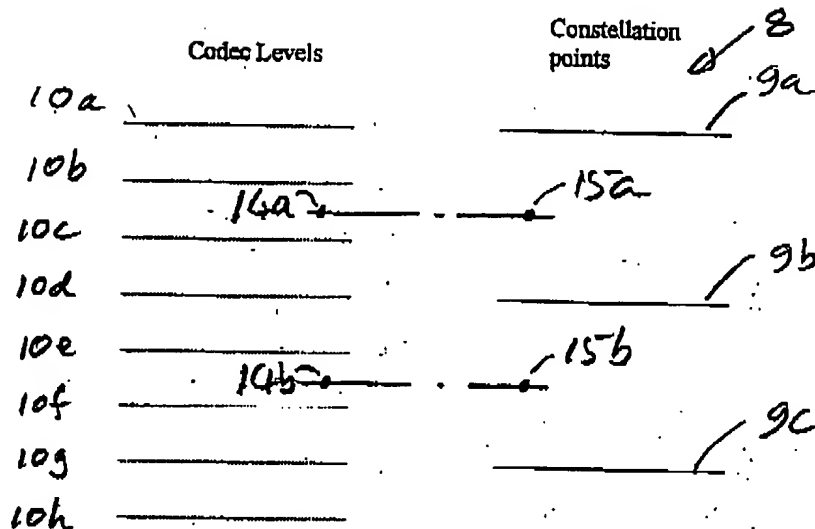 Codec Levels
Constellation
points
8
10a
9a
10b
14a
15a
10c
10d
9b
10e
14b
15b
10f
10g
9c
10h